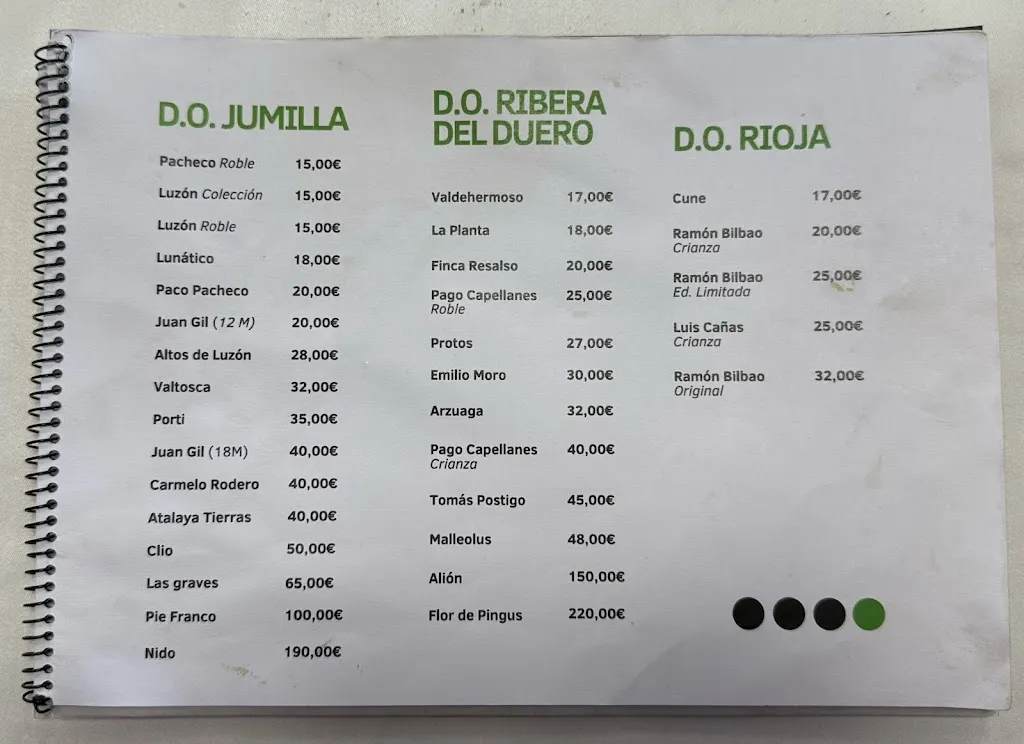 D.O. JUMILLA
Pacheco Roble 15,00€
Luzón Colección 15,00€
Luzón Roble 15,00€
Lunático 18,00€
Paco Pacheco 20,00€
Juan Gil (12 M) 20,00€
Altos de Luzón 28,00€
Valtosca 32,00€
Porti 35,00€
Juan Gil (18M) 40,00€
Carmelo Rodero 40,00€
Atalaya Tierras 40,00€
Clio 50,00€
Las graves 65,00€
Pie Franco 100,00€
Nido 190,00€
D.O. RIBERA
DEL DUERO
Valdehermoso 17,00€
La Planta 18,00€
Finca Resalso 20,00€
Pago Capellanes 25,00€
Roble
Protos 27,00€
Emilio Moro 30,00€
Arzuaga 32,00€
Pago Capellanes 40,00€
Crianza
Tomás Postigo 45,00€
Malleolus 48,00€
Alión 150,00€
Flor de Pingus 220,00€
D.O. RIOJA
Cune 17,00€
Ramón Bilbao 20,00€
Crianza
Ramón Bilbao 25,00€
Ed. Limitada
Luis Cañas 25,00€
Crianza
Ramón Bilbao 32,00€
Original